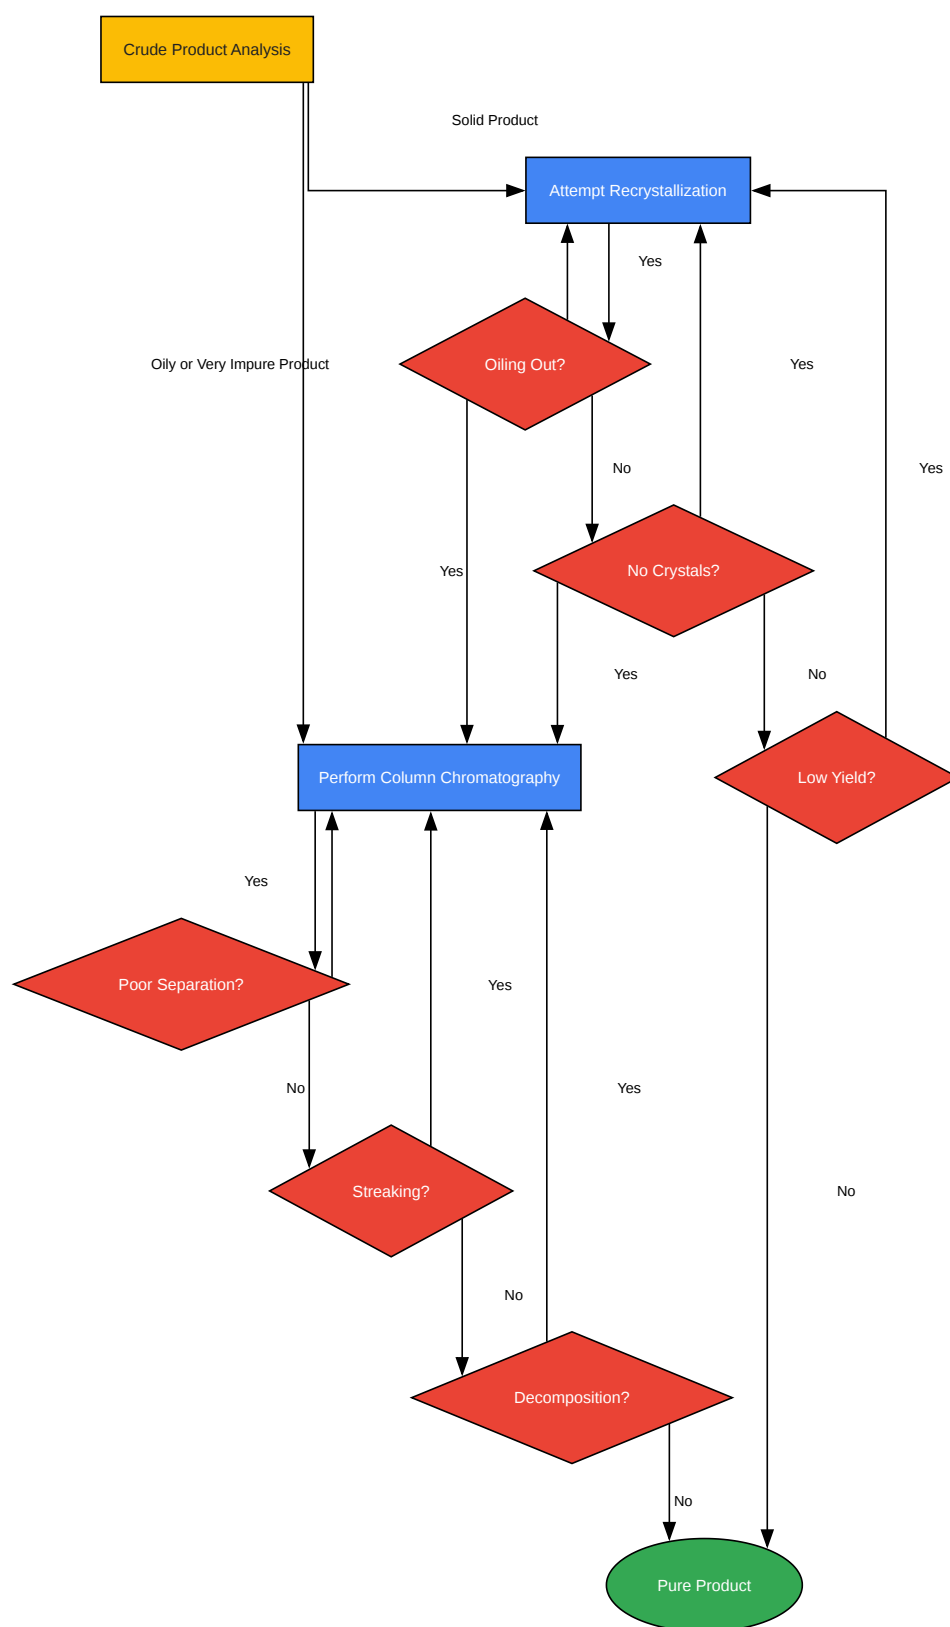 Crude Product Analysis
Solid Product
Attempt Recrystallization
Yes
Oily or Very Impure Product
Oiling Out?
Yes
No
Yes
Yes
No Crystals?
Yes
No
Perform Column Chromatography
Low Yield?
Yes
Poor Separation?
Yes
No
Yes
Streaking?
No
No
Decomposition?
No
Pure Product